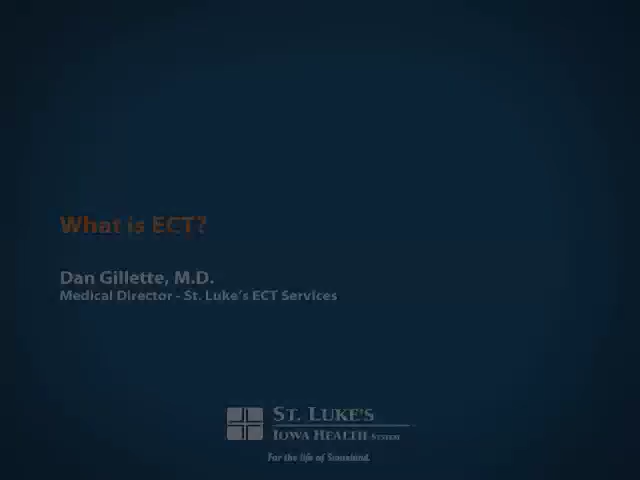 What is ECT?
Dan Gillette, M.D.
Medical Director - St. Luke's ECT Services
ST. LUKE'S
IOWA HEALTH SYSTEM
For the life of Siouxland.